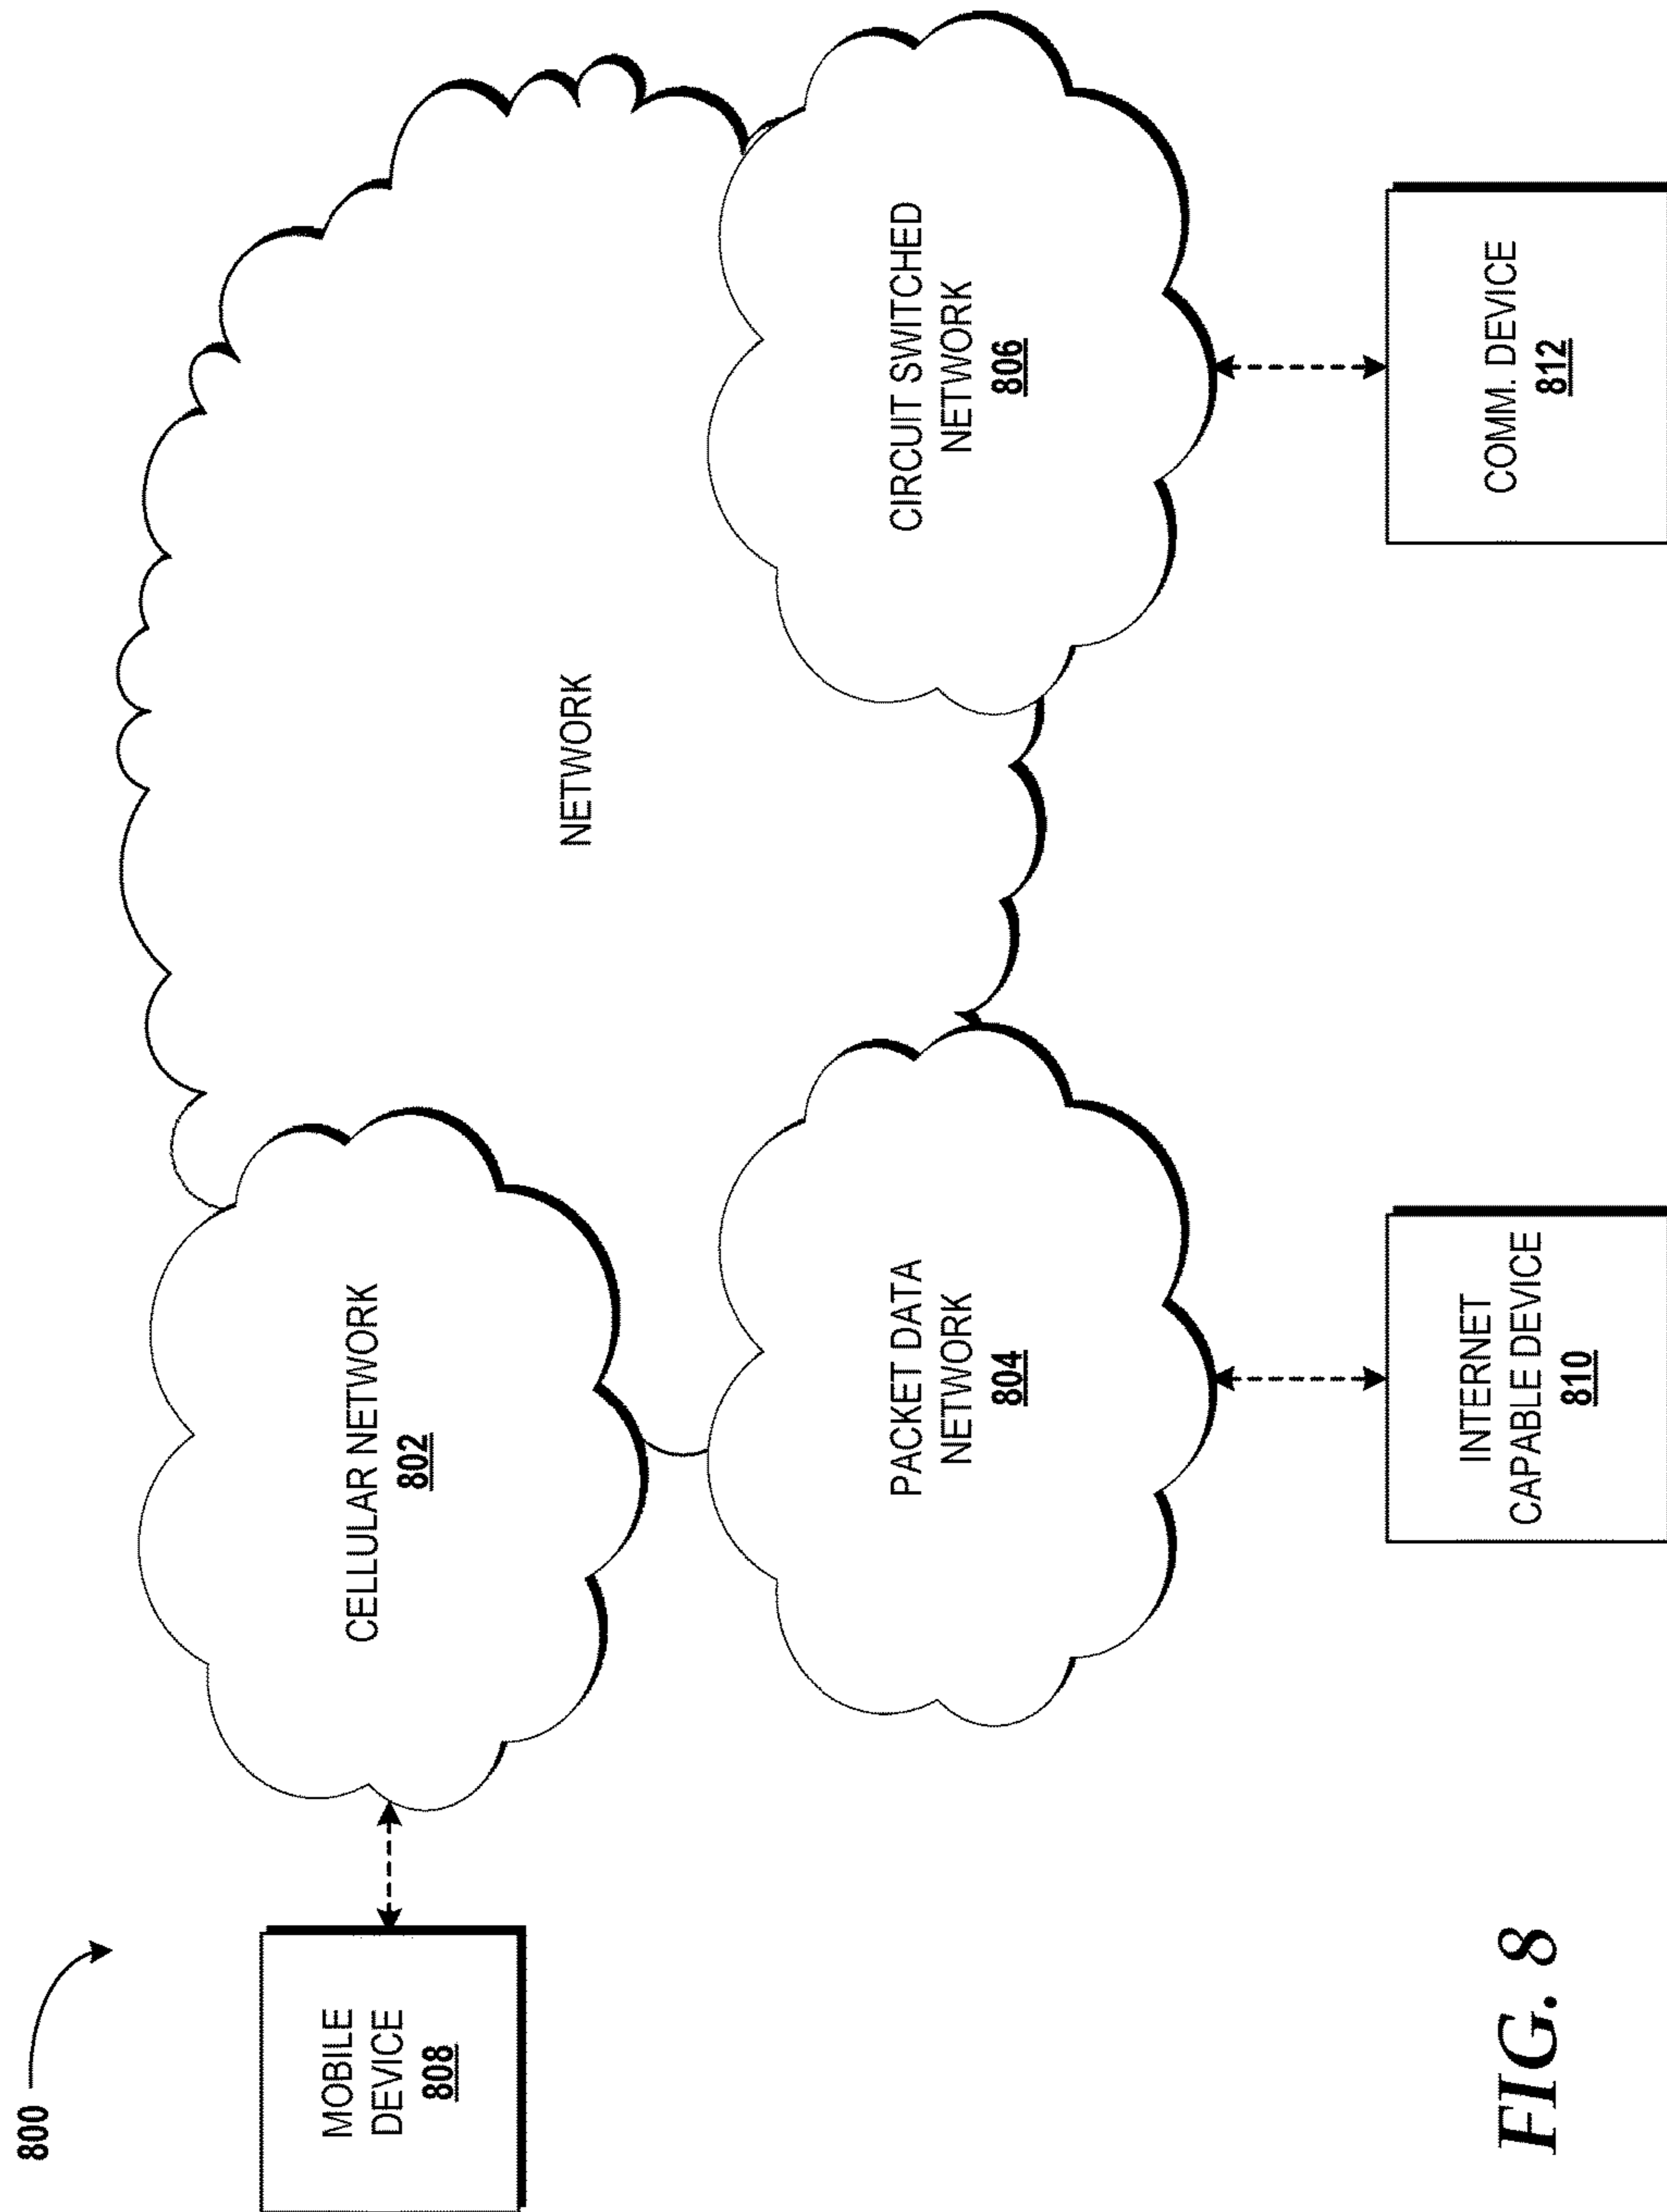 800
MOBILE
DEVICE
808
CELLULAR NETWORK
802
NETWORK
PACKET DATA
NETWORK
804
CIRCUIT SWITCHED
NETWORK
806
INTERNET
CAPABLE DEVICE
810
COMM. DEVICE
812
FIG. 8